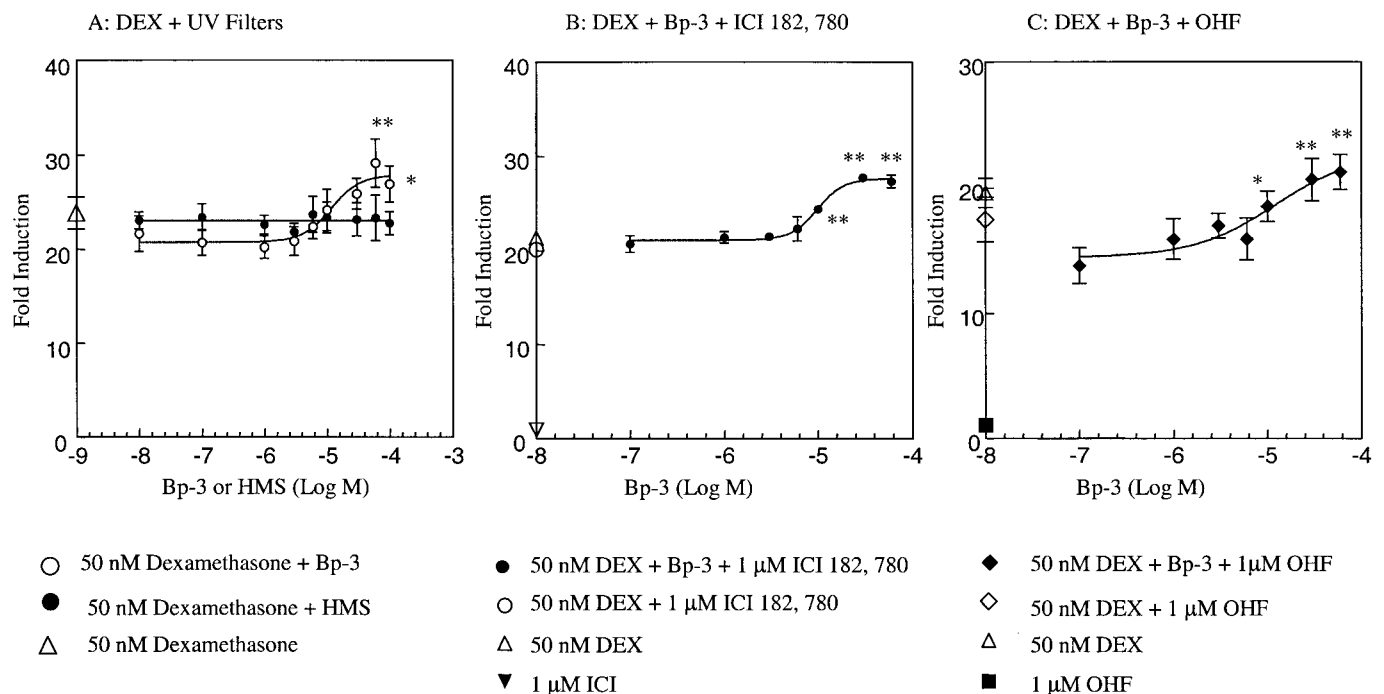 A: DEX + UV Filters
B: DEX + Bp-3 + ICI 182, 780
C: DEX + Bp-3 + OHF
Fold Induction
40
30
20
10
0
**
*
-9 -8 -7 -6 -5 -4 -3
Bp-3 or HMS (Log M)
Fold Induction
40
30
20
10
0
** **
**
-8 -7 -6 -5 -4
Bp-3 (Log M)
Fold Induction
30
20
10
0
*
**
**
-8 -7 -6 -5 -4
Bp-3 (Log M)
50 nM Dexamethasone + Bp-3
50 nM Dexamethasone + HMS
50 nM Dexamethasone
50 nM DEX + Bp-3 + 1 µM ICI 182, 780
50 nM DEX + 1 µM ICI 182, 780
50 nM DEX
1 µM ICI
50 nM DEX + Bp-3 + 1µM OHF
50 nM DEX + 1 µM OHF
50 nM DEX
1 µM OHF